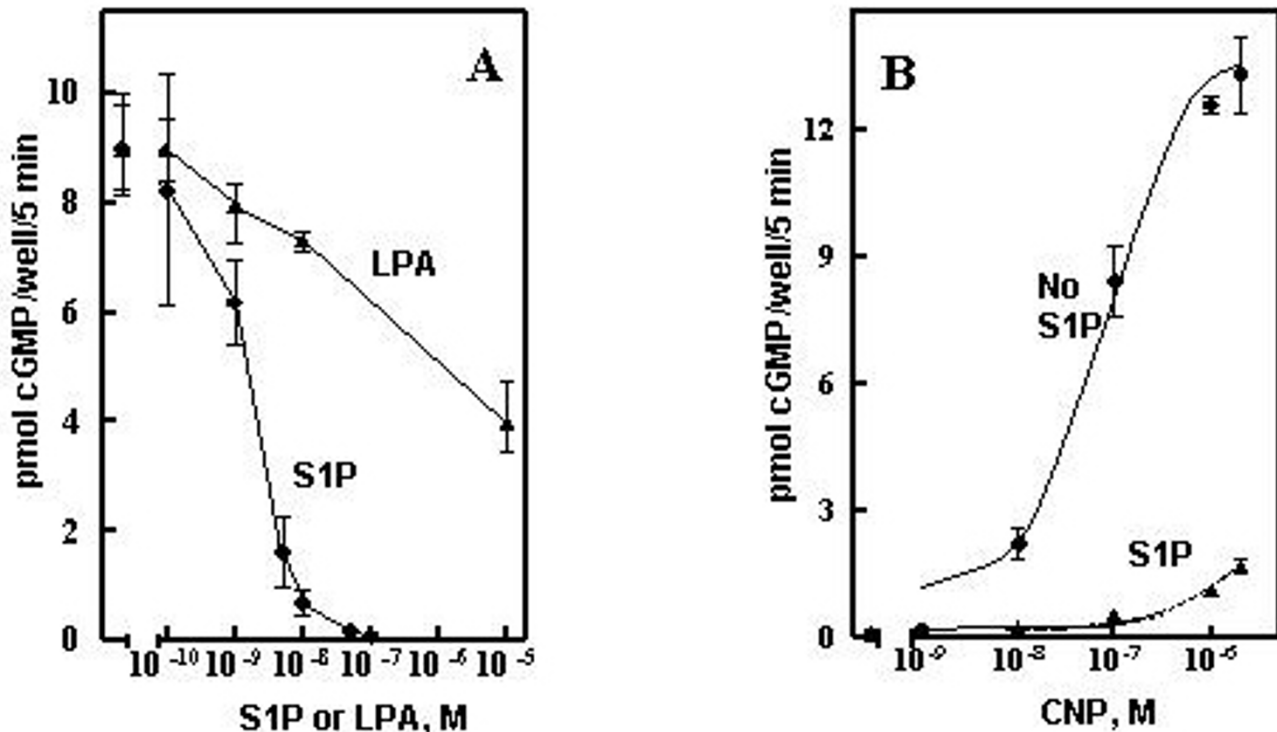 A
10
8
6
4
2
0
pmol cGMP/well/5 min
LPA
S1P
10-10 10-9 10-8 10-7 10-6 10-5
S1P or LPA, M
B
12
9
6
3
0
pmol cGMP/well/5 min
No
S1P
S1P
10-9 10-8 10-7 10-6
CNP, M